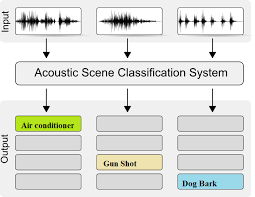 Input
Acoustic Scene Classification System
Output
Air conditioner
Gun Shot
Dog Bark